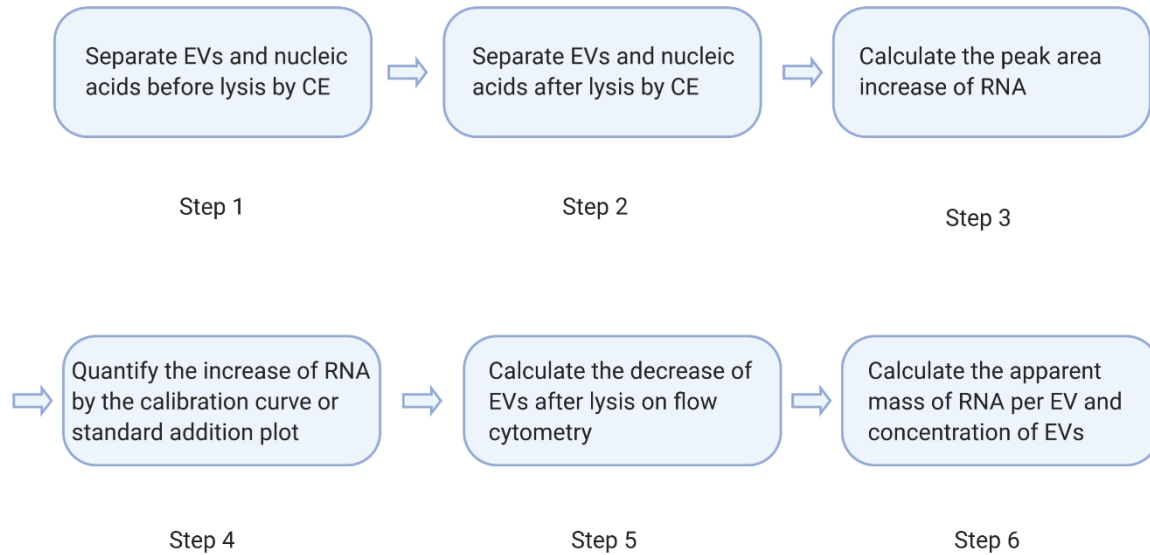 Separate EVs and nucleic
acids before lysis by CE
Separate EVs and nucleic
acids after lysis by CE
Calculate the peak area
increase of RNA
Step 1
Step 2
Step 3
Quantify the increase of RNA
by the calibration curve or
standard addition plot
Calculate the decrease of
EVs after lysis on flow
cytometry
Calculate the apparent
mass of RNA per EV and
concentration of EVs
Step 4
Step 5
Step 6